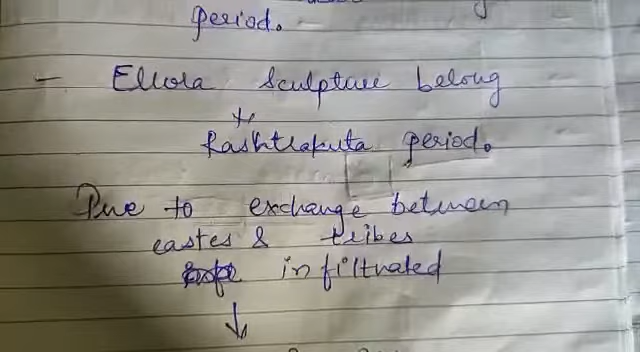 period.
- Ellora Sculpture belong
to
Rashtrakuta period.
Due to exchange between
castes & tribes
infiltrated
↓